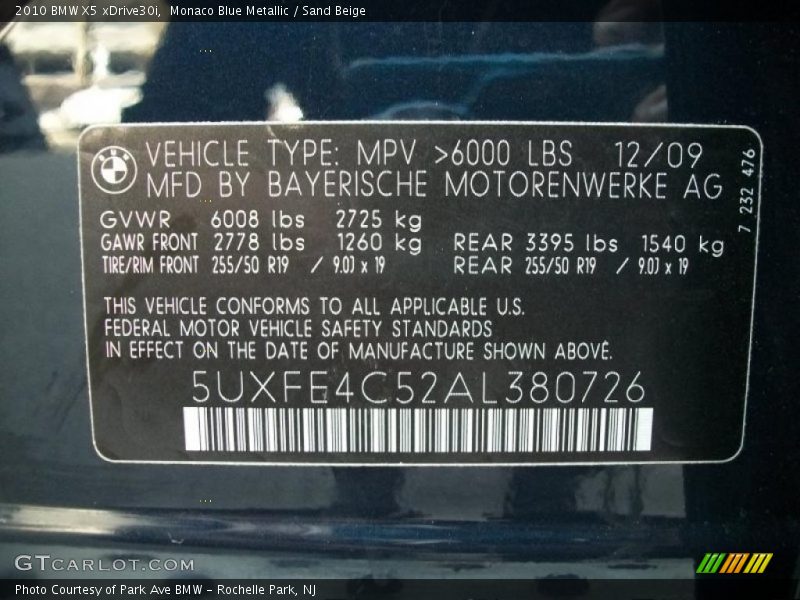 2010 BMW X5 xDrive30i, Monaco Blue Metallic / Sand Beige
VEHICLE TYPE: MPV >6000 LBS 12/09
MFD BY BAYERISCHE MOTORENWERKE AG
7 232 476
GVWR 6008 lbs 2725 kg
GAWR FRONT 2778 lbs 1260 kg REAR 3395 lbs 1540 kg
TIRE/RIM FRONT 255/50 R19 / 9.0J x 19 REAR 255/50 R19 / 9.0J x 19
THIS VEHICLE CONFORMS TO ALL APPLICABLE U.S.
FEDERAL MOTOR VEHICLE SAFETY STANDARDS
IN EFFECT ON THE DATE OF MANUFACTURE SHOWN ABOVE.
5UXFE4C52AL380726
GTCARLOT.COM
Photo Courtesy of Park Ave BMW - Rochelle Park, NJ